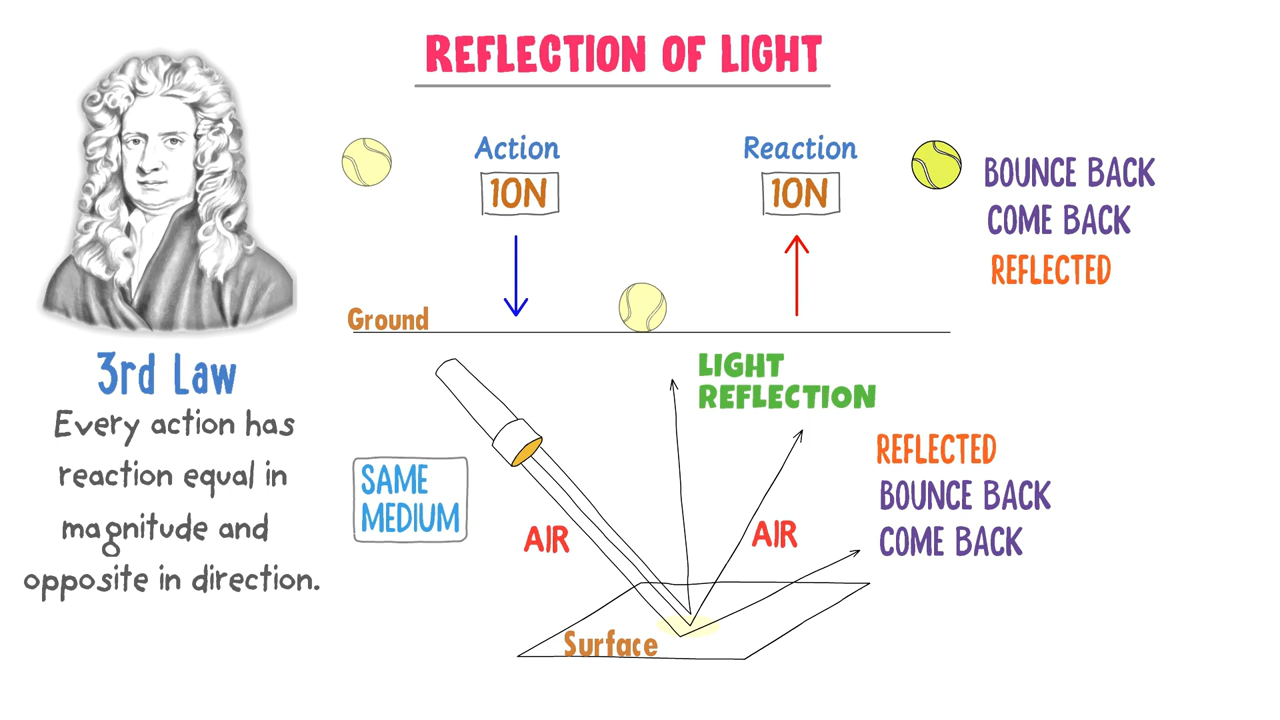 REFLECTION OF LIGHT
Action
10N
Reaction
10N
BOUNCE BACK
COME BACK
REFLECTED
Ground
3rd Law
Every action has
reaction equal in
magnitude and
opposite in direction.
LIGHT
REFLECTION
SAME
MEDIUM
AIR
AIR
REFLECTED
BOUNCE BACK
COME BACK
Surface